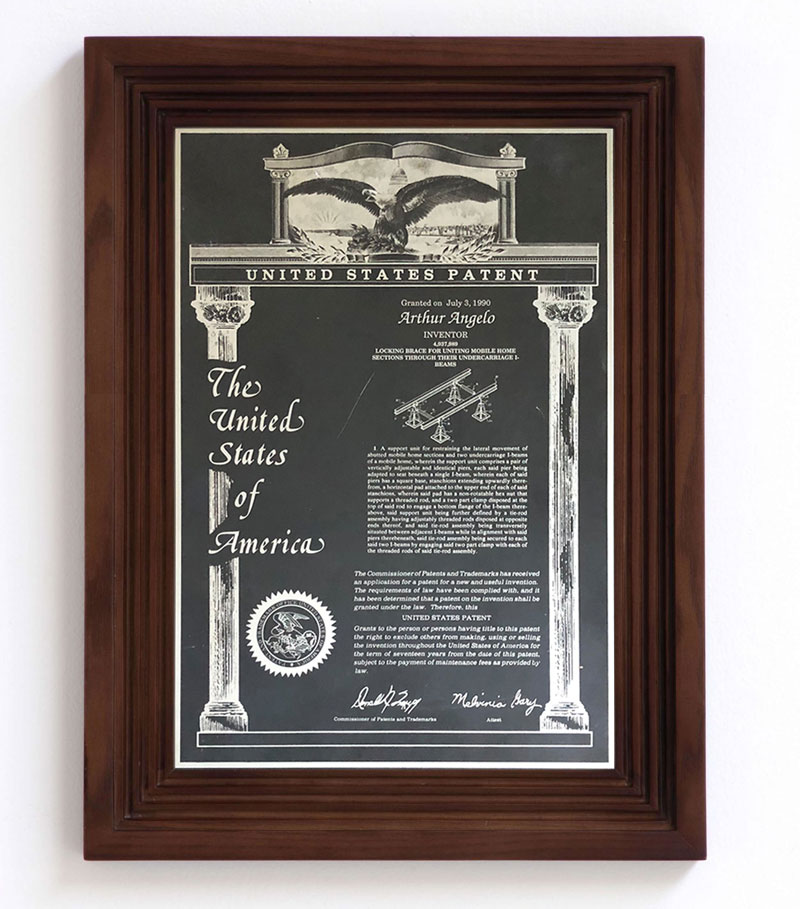 UNITED STATES PATENT
Granted on July 3, 1990
Arthur Angelo
INVENTOR
4,937,989
LOCKING BRACE FOR UNITING MOBILE HOME
SECTIONS THROUGH THEIR UNDERCARRIAGE I-
BEAMS
The
United
States
of
America
1. A support unit for restraining the lateral movement of
abutted mobile home sections and two undercarriage I-beams
of a mobile home, wherein the support unit comprises a pair of
vertically adjustable and identical piers, each said pier being
adapted to seat beneath a single I-beam, wherein each of said
piers has a square base, stanchions extending upwardly there-
from, a horizontal pad attached to the upper end of each of said
stanchions, wherein said pad has a non-rotatable hex nut that
supports a threaded rod, and a two part clamp disposed at the
top of said rod to engage a bottom flange of the I-beam there-
above, said support unit being further defined by a tie-rod
assembly having adjustably threaded rods disposed at opposite
ends thereof, and said tie-rod assembly being transversely
situated between adjacent I-beams while in alignment with said
piers therebeneath, said tie-rod assembly being secured to each
said two I-beams by engaging said two part clamp with each of
the threaded rods of said tie-rod assembly.
The Commissioner of Patents and Trademarks has received
an application for a patent for a new and useful invention.
The requirements of law have been complied with, and it
has been determined that a patent on the invention shall be
granted under the law. Therefore, this
UNITED STATES PATENT
Grants to the person or persons having title to this patent
the right to exclude others from making, using or selling
the invention throughout the United States of America for
the term of seventeen years from the date of this patent,
subject to the payment of maintenance fees as provided by
law.
Melvinia Gary
Commissioner of Patents and Trademarks
Attest